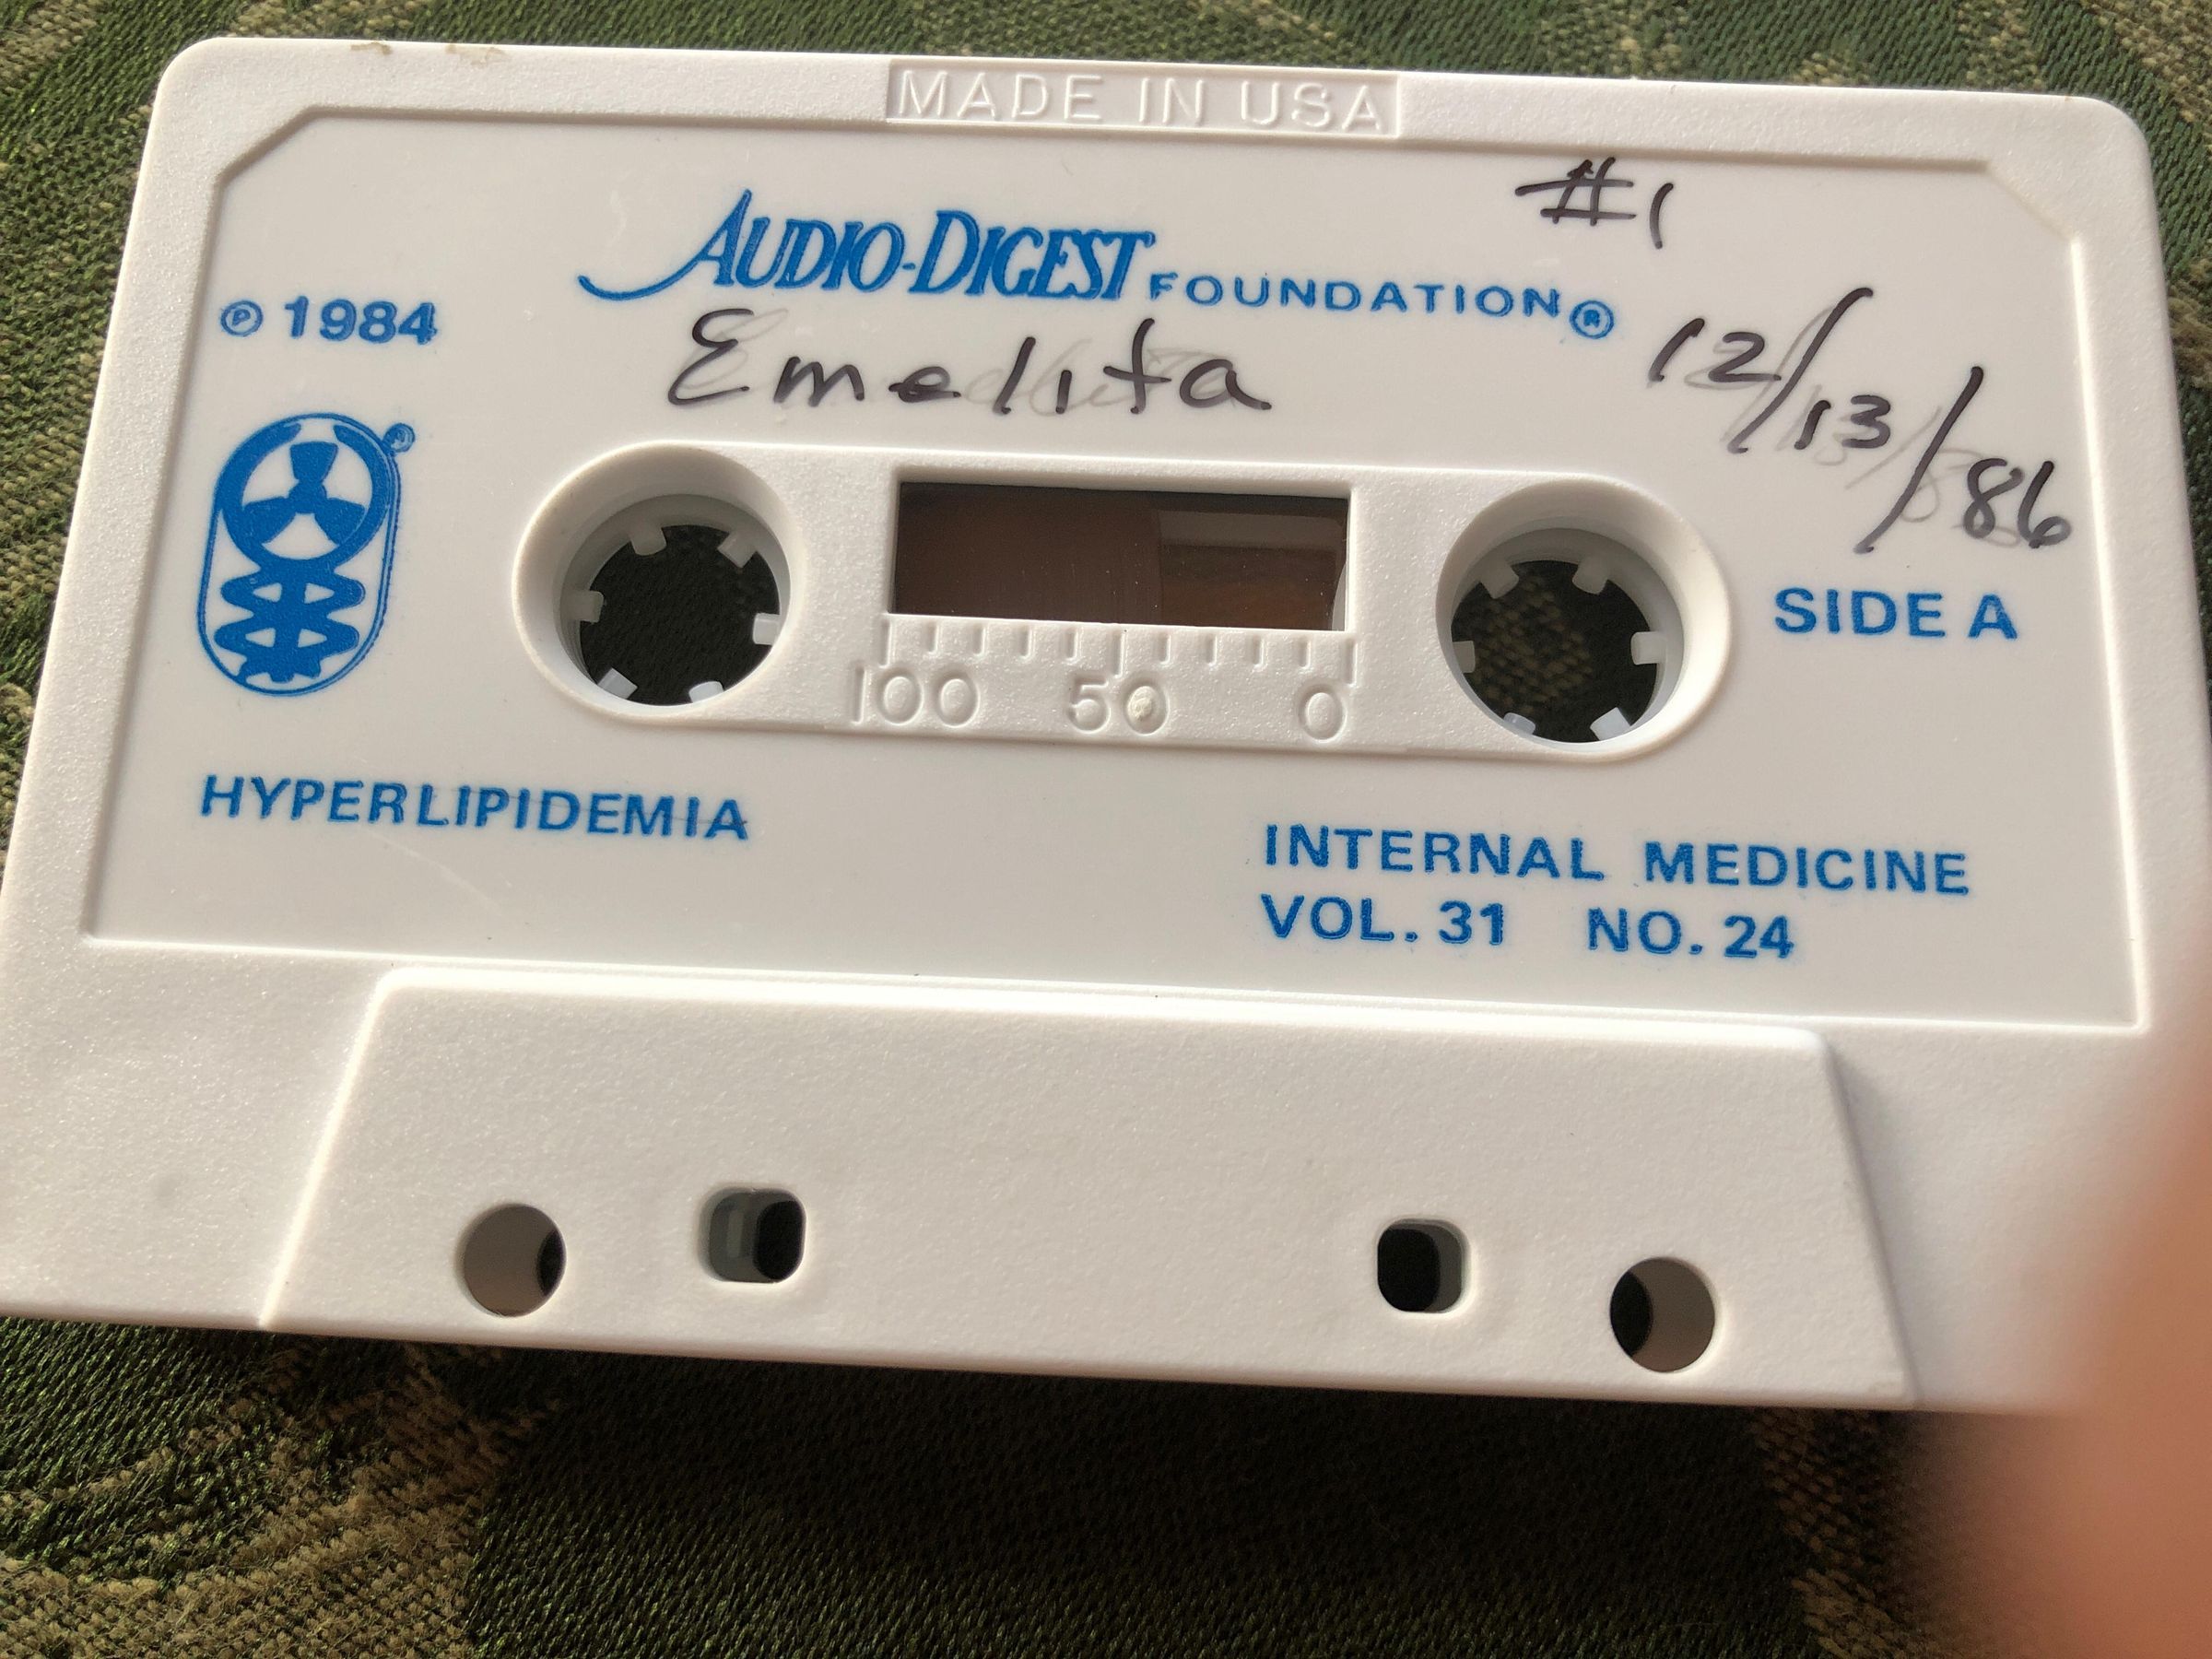 MADE IN USA
#1
AUDIO-DIGEST FOUNDATION®
℗ 1984
Emelita
12/13/86
SIDE A
100 50 0
HYPERLIPIDEMIA
INTERNAL MEDICINE
VOL. 31 NO. 24